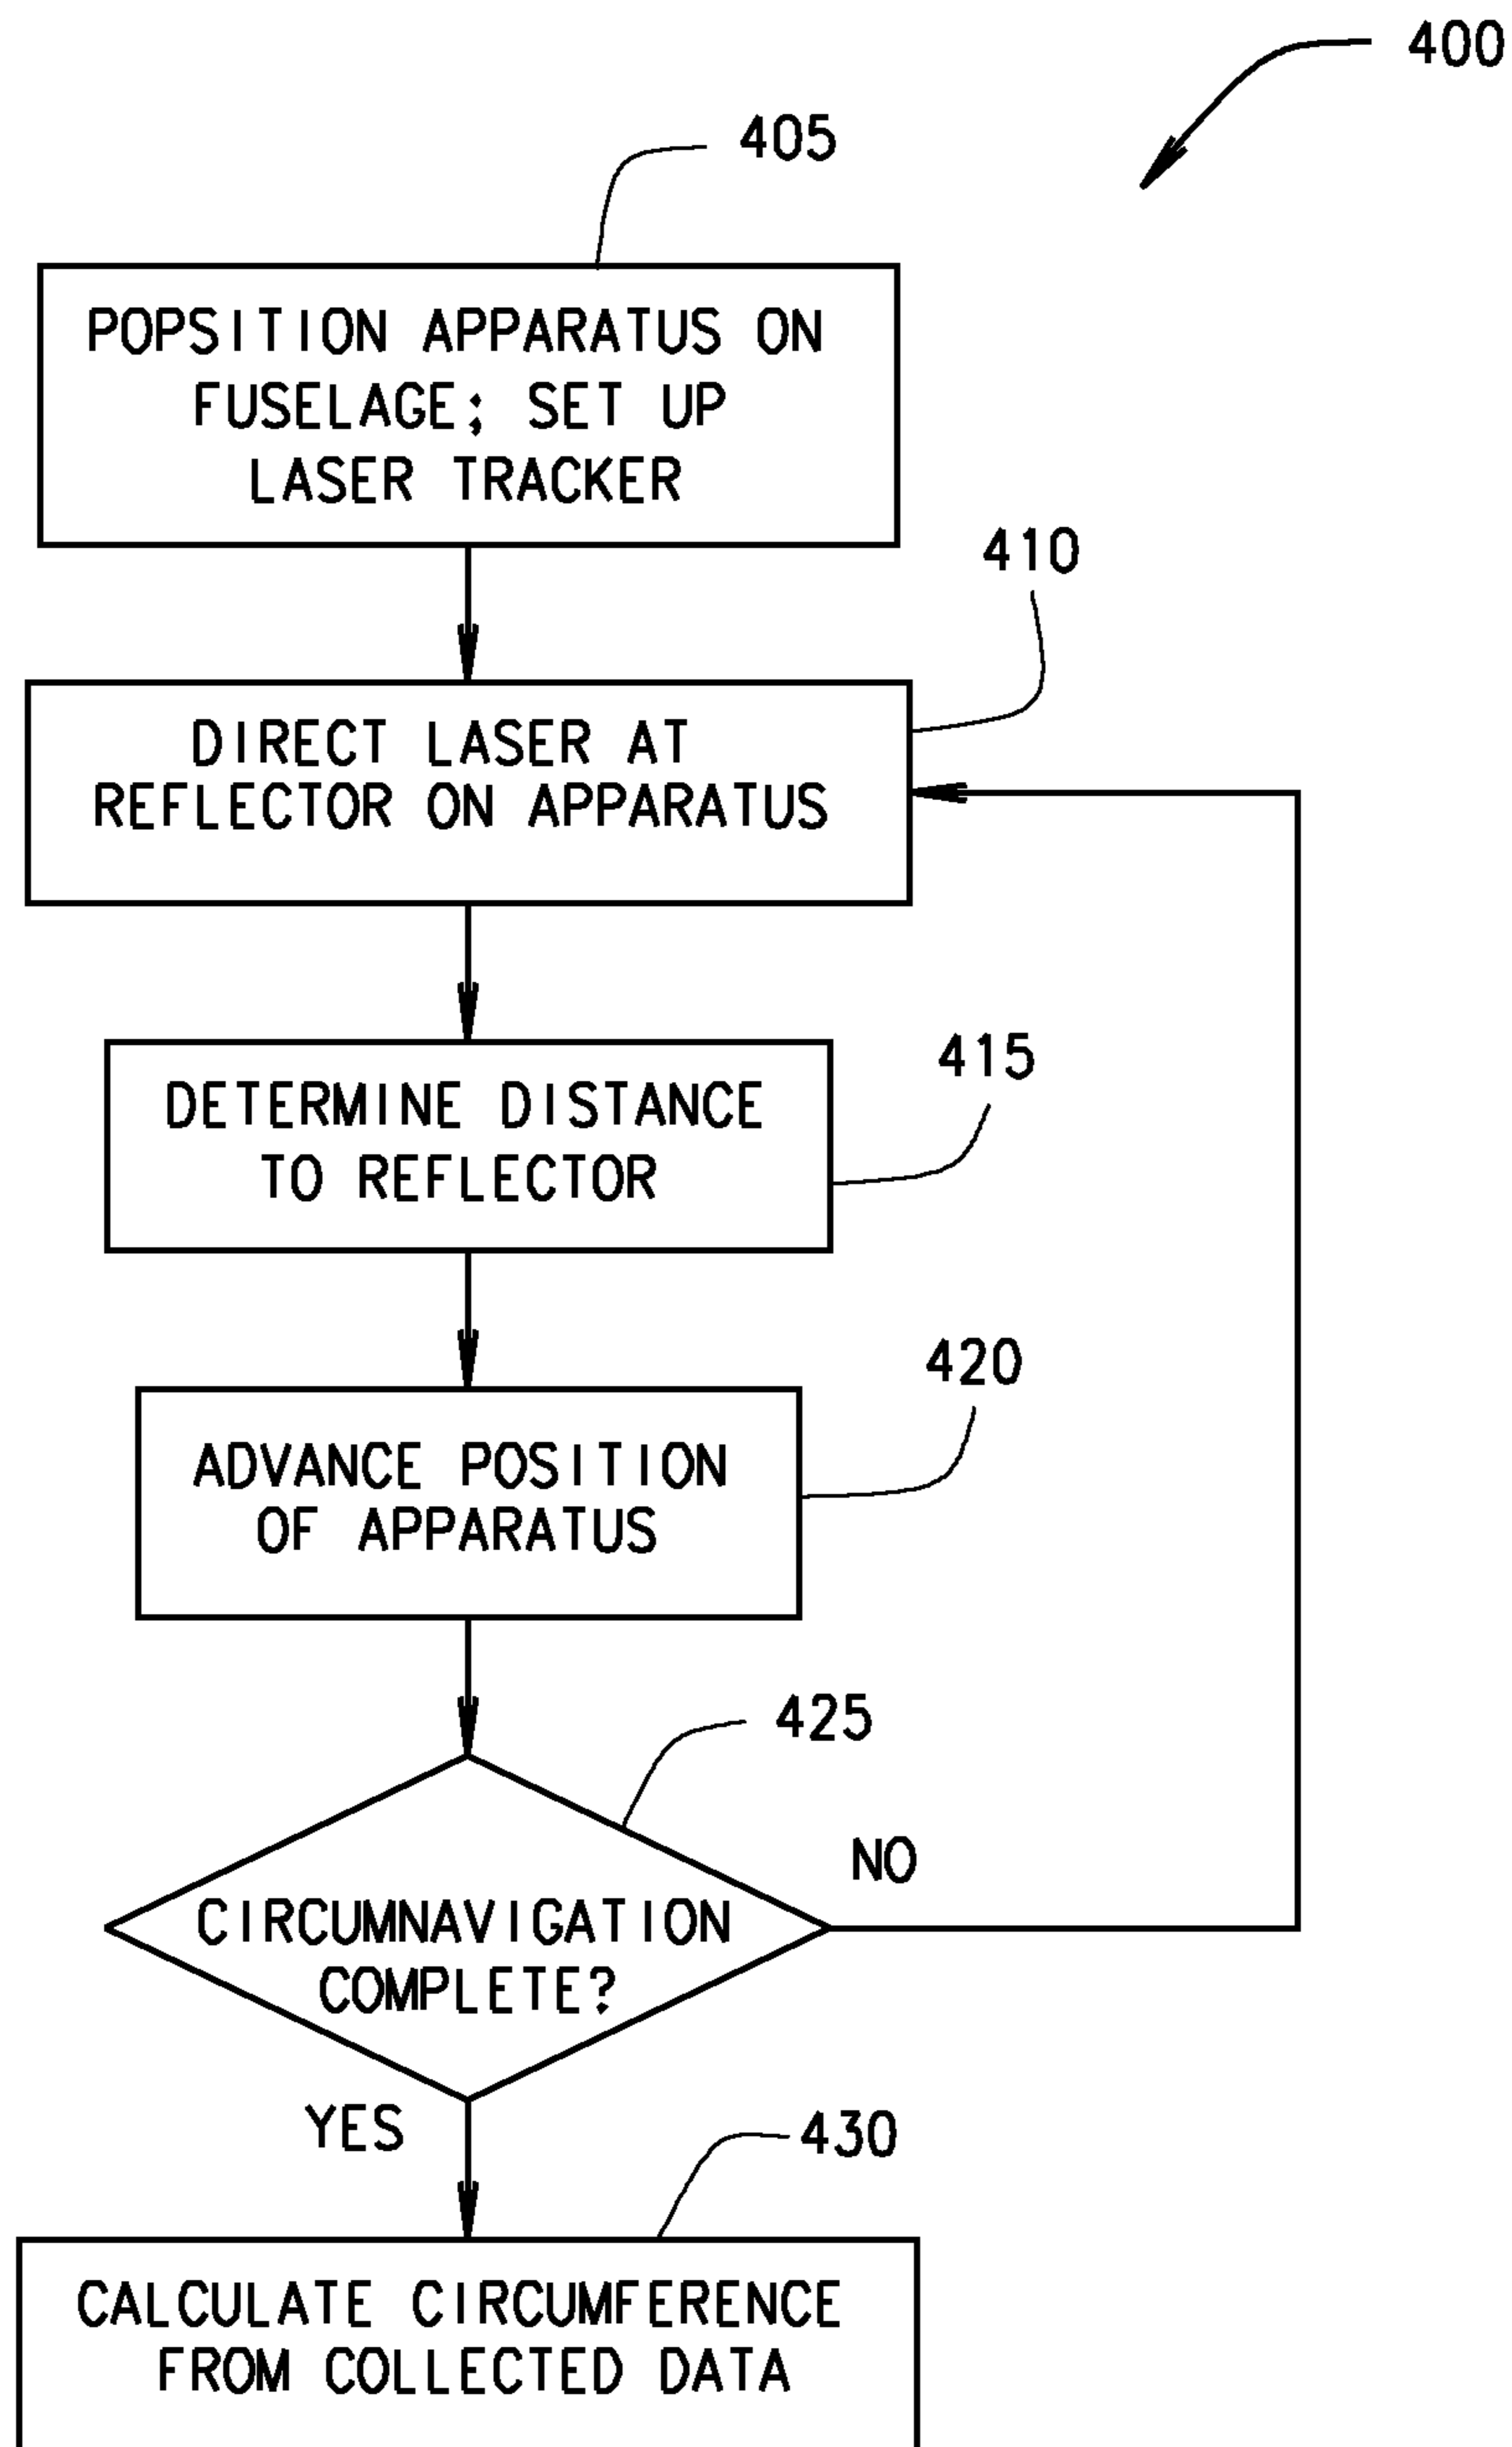 400
405
POPSITION APPARATUS ON
FUSELAGE; SET UP
LASER TRACKER
410
DIRECT LASER AT
REFLECTOR ON APPARATUS
415
DETERMINE DISTANCE
TO REFLECTOR
420
ADVANCE POSITION
OF APPARATUS
425
NO
CIRCUMNAVIGATION
COMPLETE?
YES
430
CALCULATE CIRCUMFERENCE
FROM COLLECTED DATA